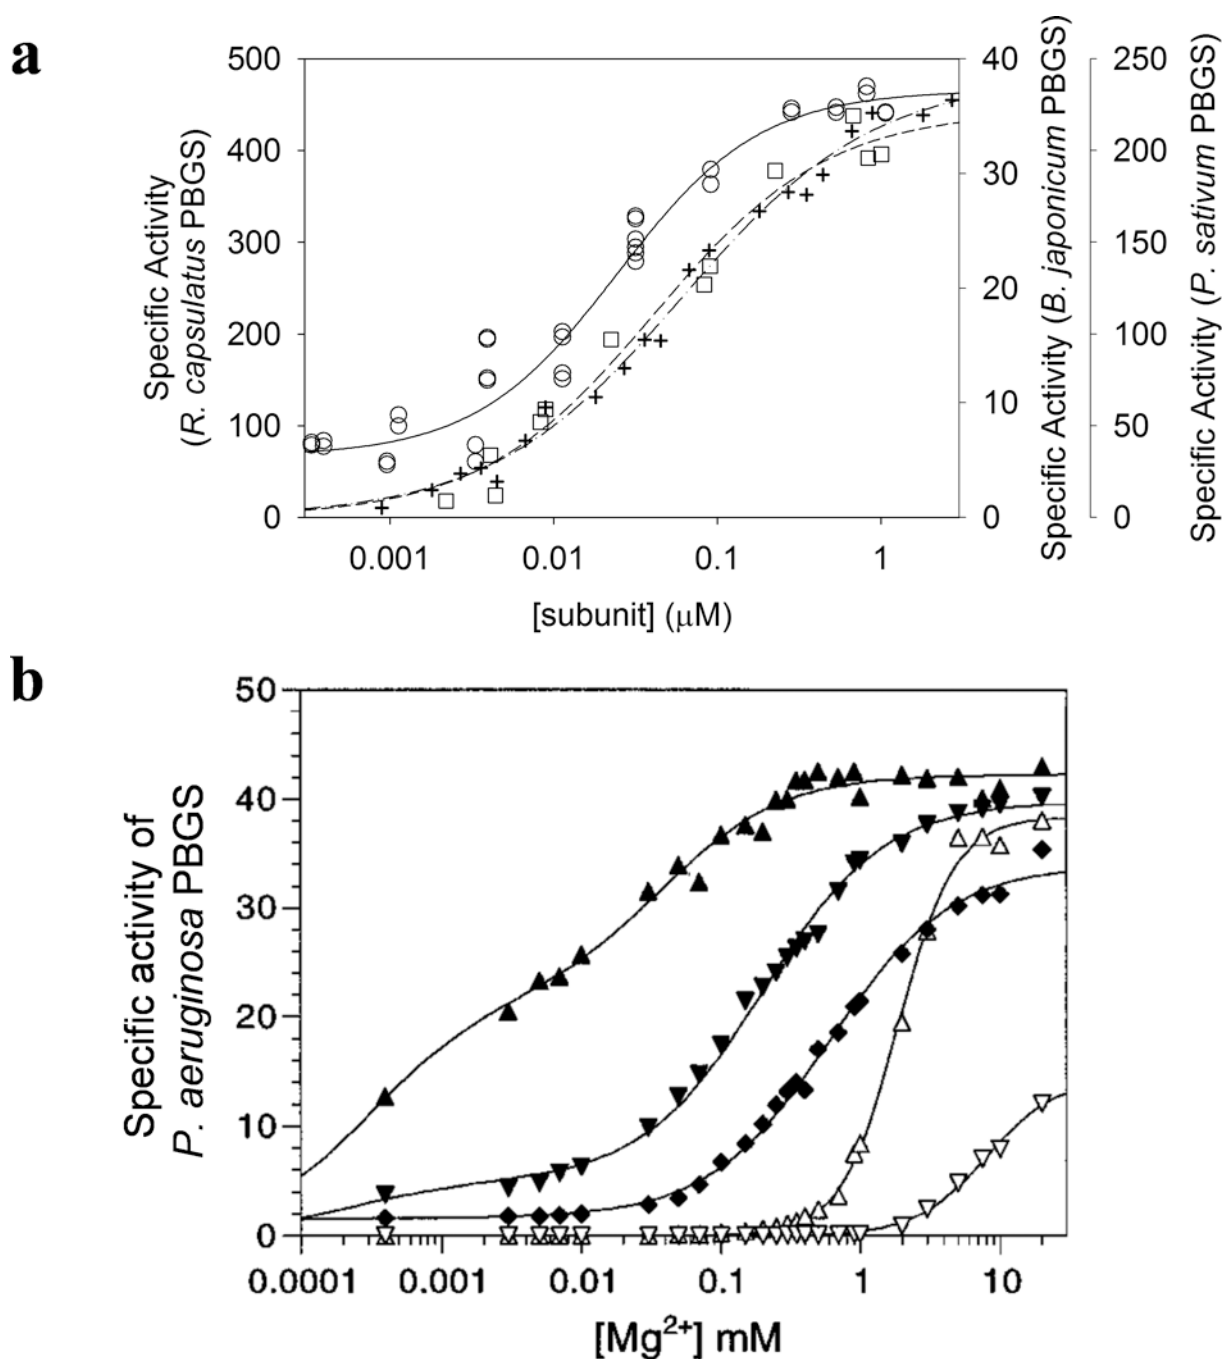 a
500
400
300
200
100
0
Specific Activity
(R. capsulatus PBGS)
40
30
20
10
0
Specific Activity (B. japonicum PBGS)
250
200
150
100
50
0
Specific Activity (P. sativum PBGS)
0.001 0.01 0.1 1
[subunit] (μM)
b
50
40
30
20
10
0
Specific activity of
P. aeruginosa PBGS
0.0001 0.001 0.01 0.1 1 10
[Mg2+] mM